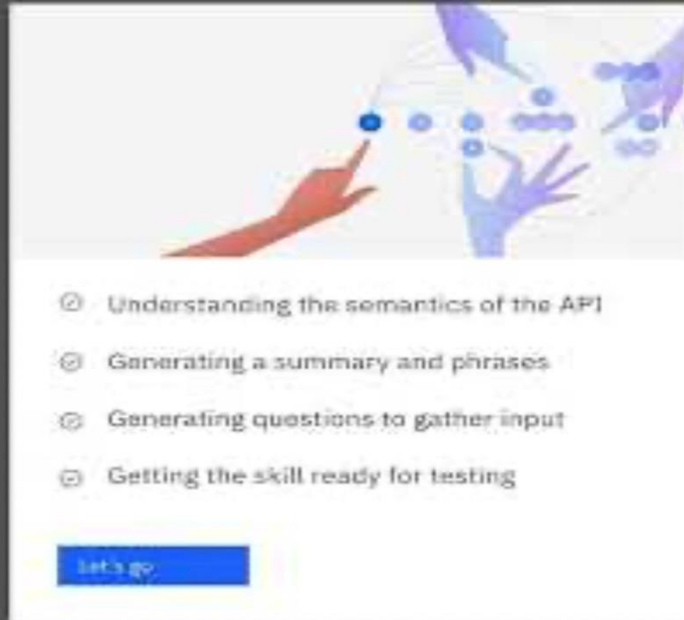 Understanding the semantics of the API
Generating a summary and phrases
Generating questions to gather input
Getting the skill ready for testing
Let's go